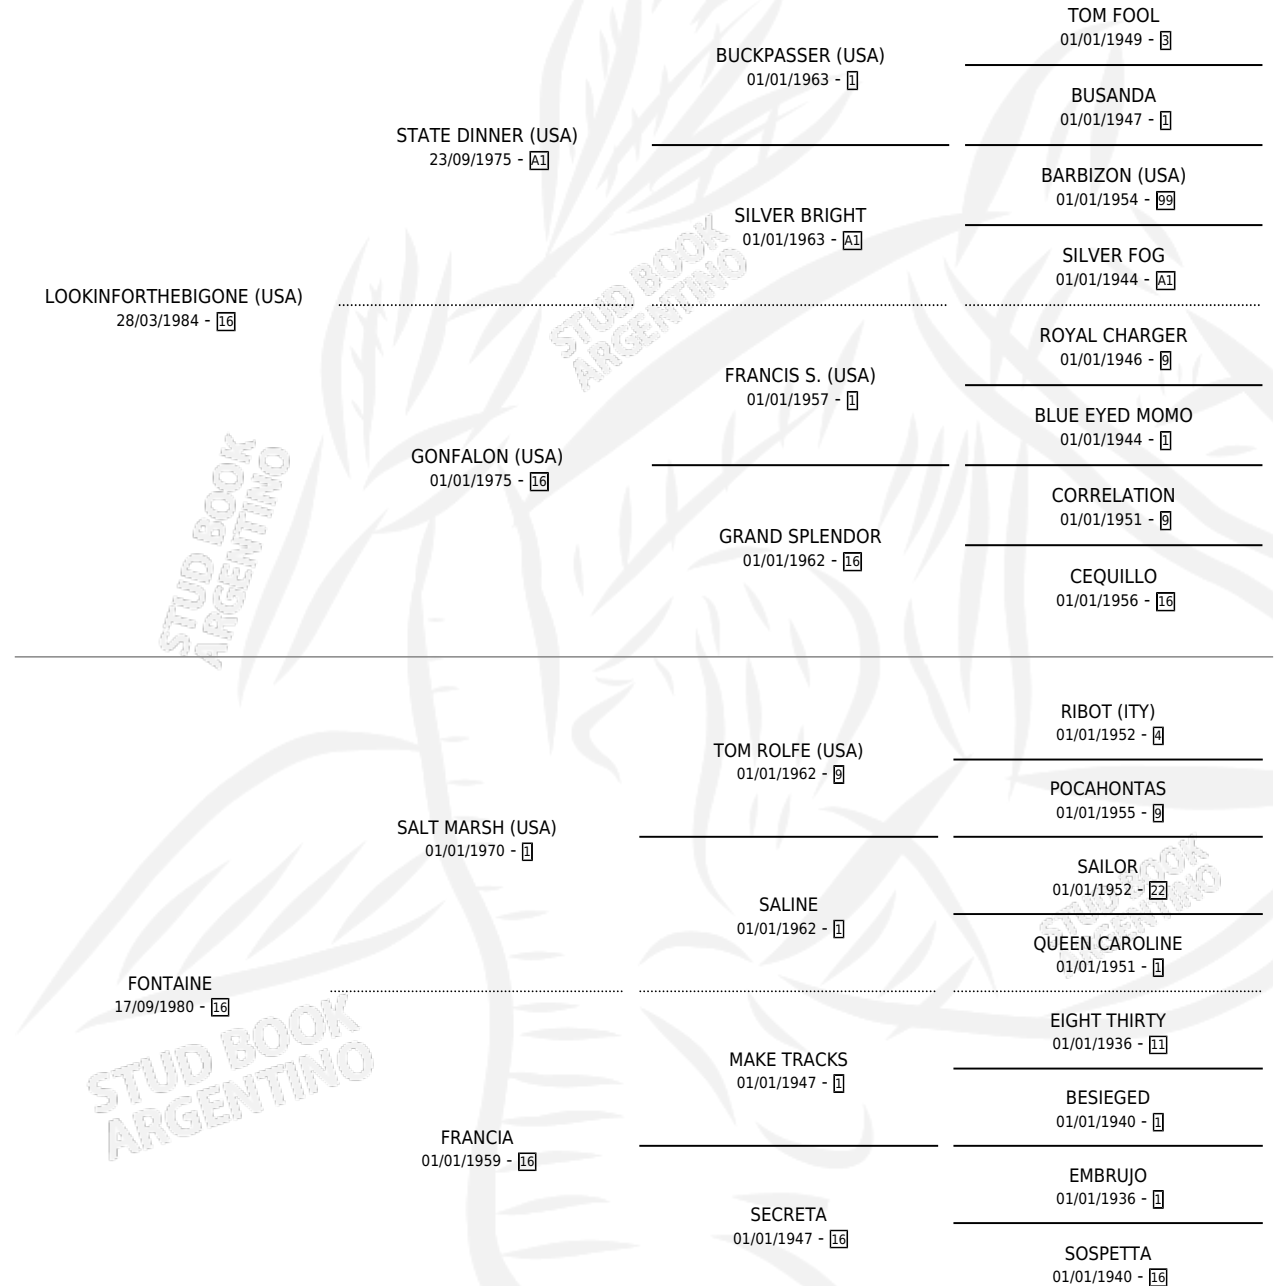 TOM FOOL
01/01/1949 - 3
BUCKPASSER (USA)
01/01/1963 - 1
BUSANDA
01/01/1947 - 1
STATE DINNER (USA)
23/09/1975 - A1
BARBIZON (USA)
01/01/1954 - 99
SILVER BRIGHT
01/01/1963 - A1
SILVER FOG
01/01/1944 - A1
LOOKINFORTHEBIGONE (USA)
28/03/1984 - 16
ROYAL CHARGER
01/01/1946 - 9
FRANCIS S. (USA)
01/01/1957 - 1
BLUE EYED MOMO
01/01/1944 - 1
GONFALON (USA)
01/01/1975 - 16
CORRELATION
01/01/1951 - 9
GRAND SPLENDOR
01/01/1962 - 16
CEQUILLO
01/01/1956 - 16
RIBOT (ITY)
01/01/1952 - 4
TOM ROLFE (USA)
01/01/1962 - 9
POCAHONTAS
01/01/1955 - 9
SALT MARSH (USA)
01/01/1970 - 1
SAILOR
01/01/1952 - 22
SALINE
01/01/1962 - 1
QUEEN CAROLINE
01/01/1951 - 1
FONTAINE
17/09/1980 - 16
EIGHT THIRTY
01/01/1936 - 11
MAKE TRACKS
01/01/1947 - 1
BESIEGED
01/01/1940 - 1
FRANCIA
01/01/1959 - 16
EMBRUJO
01/01/1936 - 1
SECRETA
01/01/1947 - 16
SOSPETTA
01/01/1940 - 16
STUD BOOK
ARGENTINO
STUD BOOK
ARGENTINO
STUD BOOK
ARGENTINO
STUD BOOK
ARGENTINO